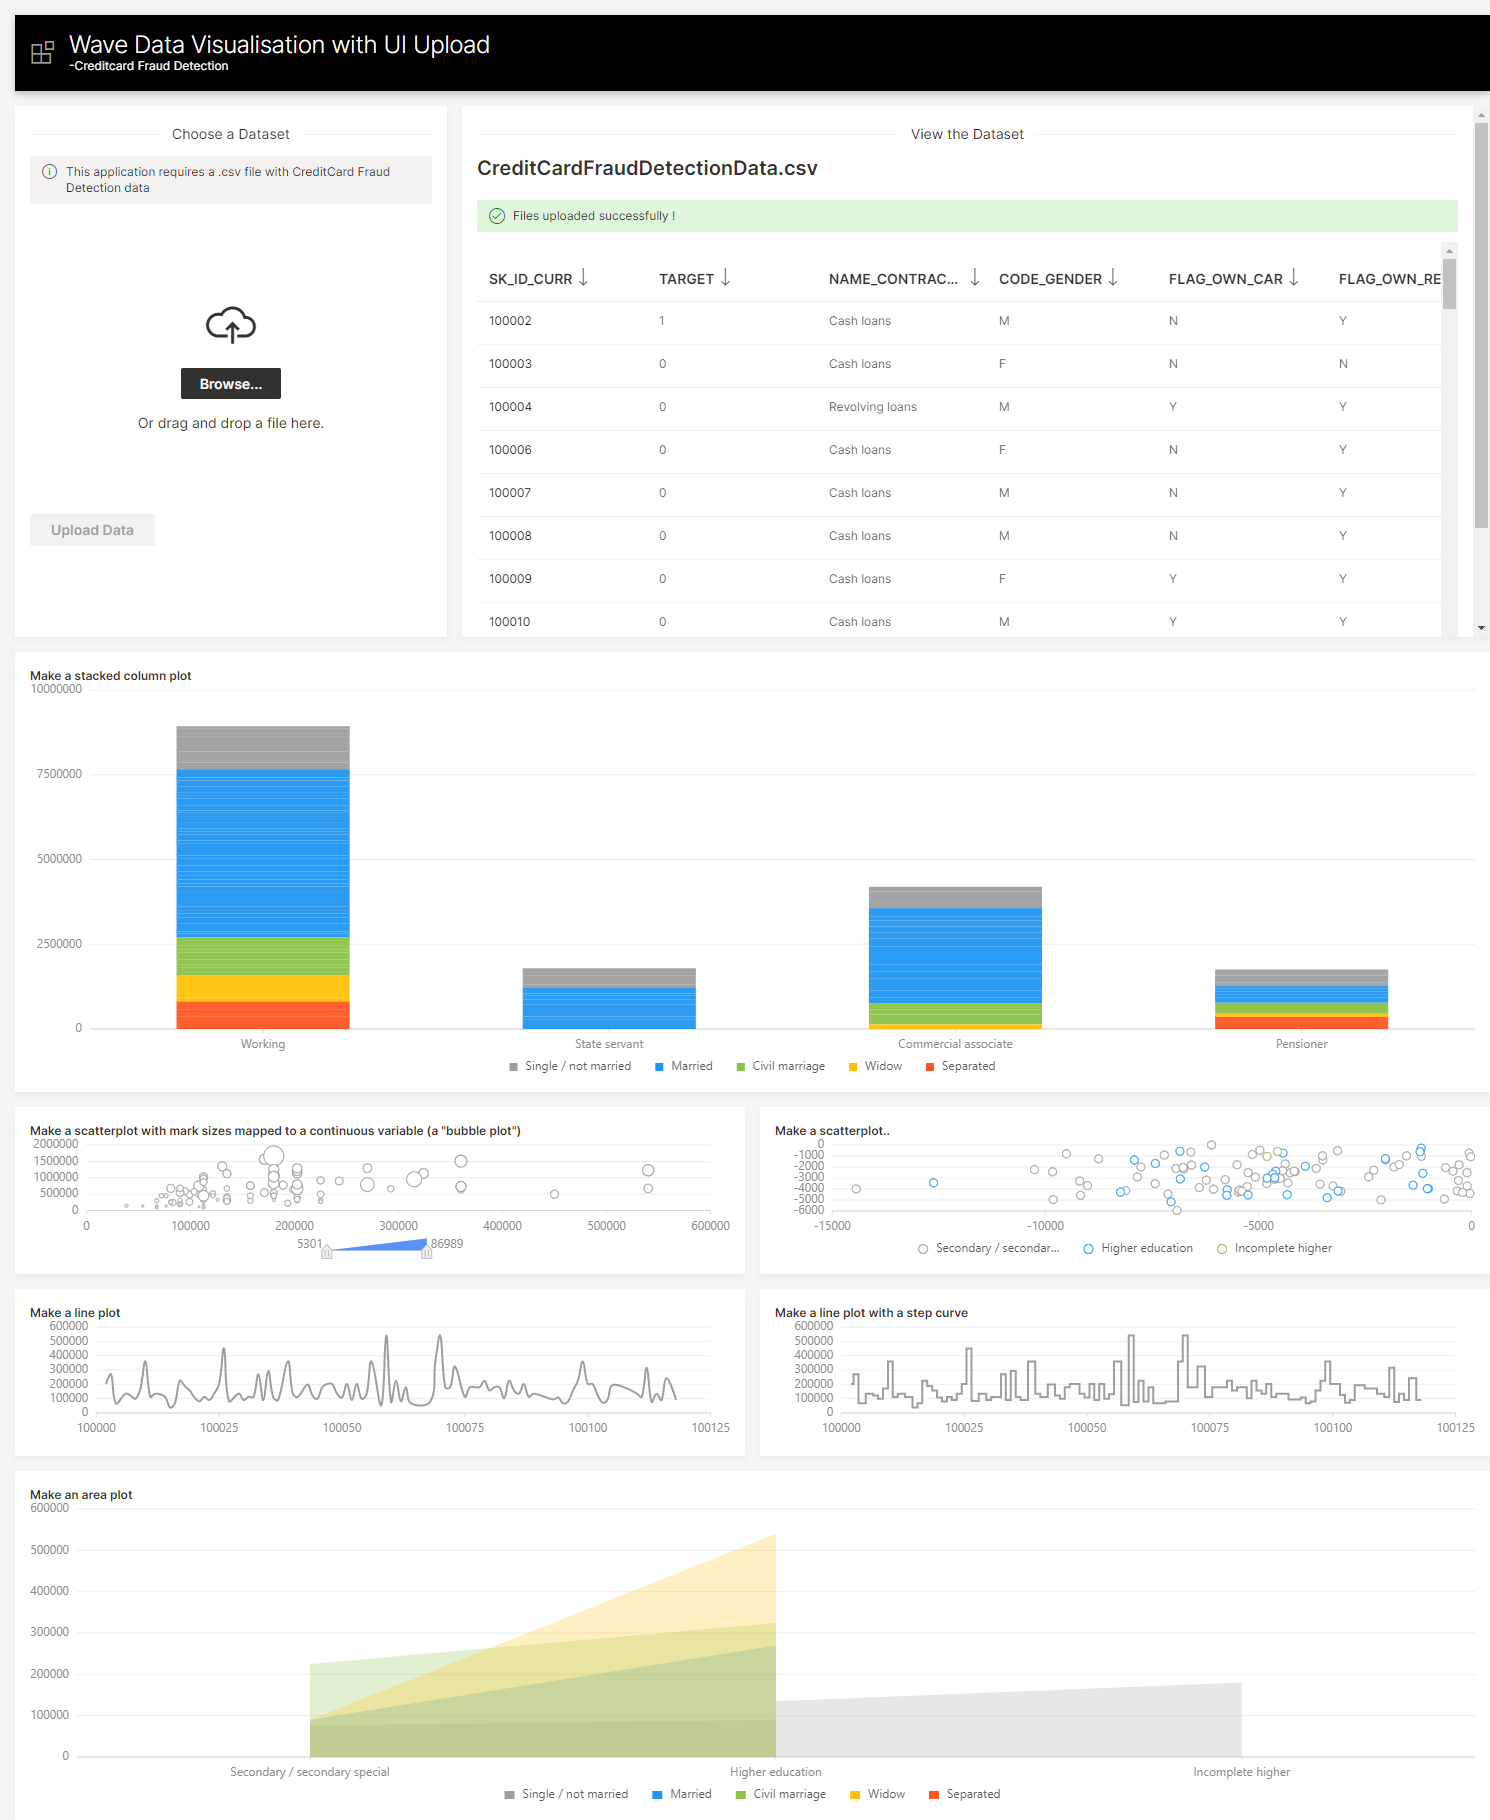 Wave Data Visualisation with UI Upload
-Creditcard Fraud Detection
Choose a Dataset
This application requires a .csv file with CreditCard Fraud
Detection data
Browse...
Or drag and drop a file here.
Upload Data
View the Dataset
CreditCardFraudDetectionData.csv
Files uploaded successfully !
SK_ID_CURR TARGET NAME_CONTRAC... CODE_GENDER FLAG_OWN_CAR FLAG_OWN_RE
100002 1 Cash loans M N Y
100003 0 Cash loans F N N
100004 0 Revolving loans M Y Y
100006 0 Cash loans F N Y
100007 0 Cash loans M N Y
100008 0 Cash loans M N Y
100009 0 Cash loans F Y Y
100010 0 Cash loans M Y Y
Make a stacked column plot
10000000
7500000
5000000
2500000
0
Working State servant Commercial associate Pensioner
Single / not married Married Civil marriage Widow Separated
Make a scatterplot with mark sizes mapped to a continuous variable (a "bubble plot")
2000000
1500000
1000000
500000
0
0 100000 200000 300000 400000 500000 600000
5301 86989
Make a scatterplot..
0
-1000
-2000
-3000
-4000
-5000
-6000
-15000 -10000 -5000 0
Secondary / secondar... Higher education Incomplete higher
Make a line plot
600000
500000
400000
300000
200000
100000
0
100000 100025 100050 100075 100100 100125
Make a line plot with a step curve
600000
500000
400000
300000
200000
100000
0
100000 100025 100050 100075 100100 100125
Make an area plot
600000
500000
400000
300000
200000
100000
0
Secondary / secondary special Higher education Incomplete higher
Single / not married Married Civil marriage Widow Separated